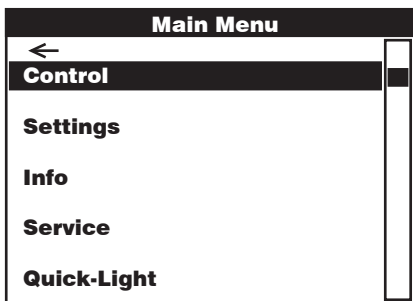 Main Menu
Control
Settings
Info
Service
Quick-Light